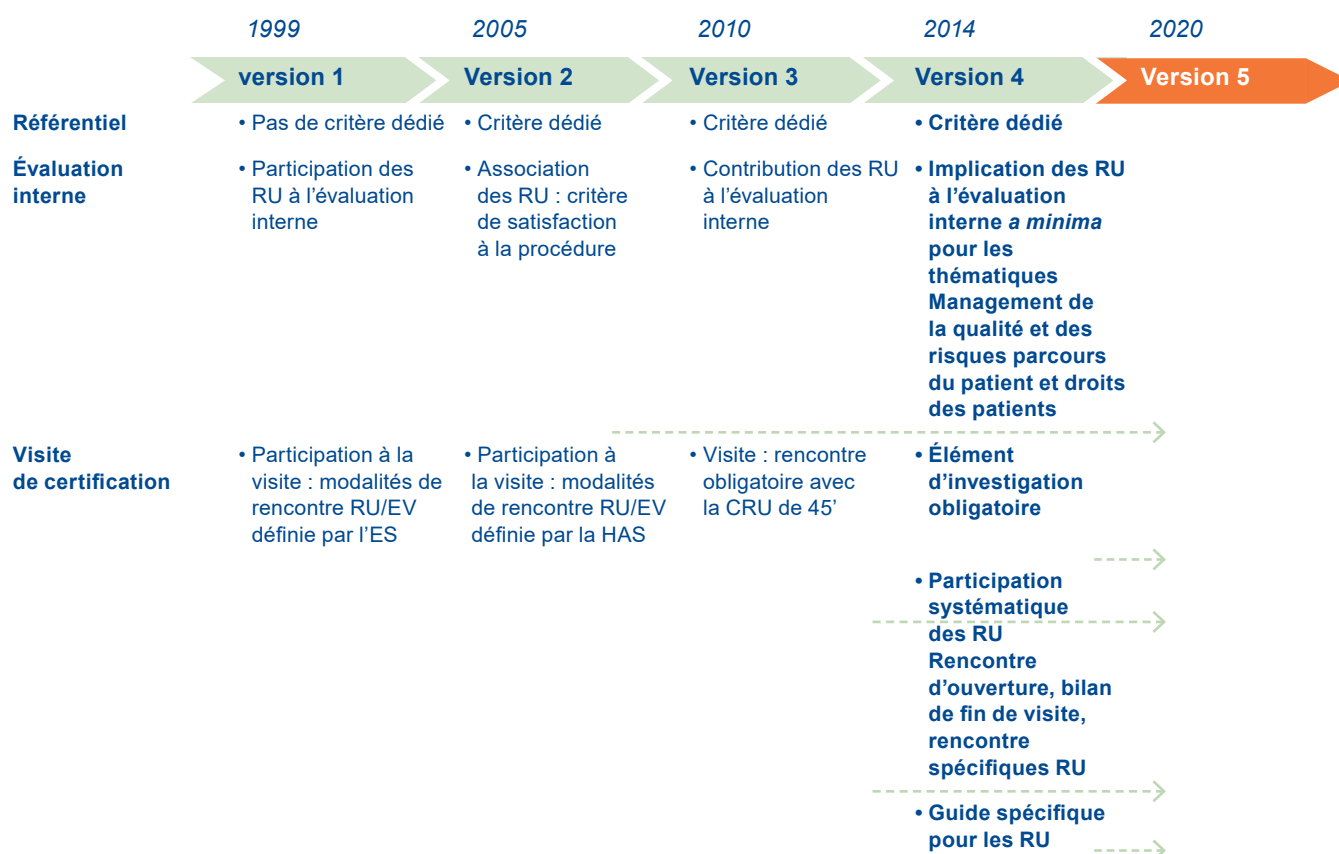 1999 2005 2010 2014 2020
version 1 Version 2 Version 3 Version 4 Version 5
Référentiel
• Pas de critère dédié
• Critère dédié
• Critère dédié
• Critère dédié
Évaluation
interne
• Participation des
RU à l'évaluation
interne
• Association
des RU : critère
de satisfaction
à la procédure
• Contribution des RU
à l'évaluation
interne
• Implication des RU
à l'évaluation
interne a minima
pour les
thématiques
Management de
la qualité et des
risques parcours
du patient et droits
des patients
Visite
de certification
• Participation à la
visite : modalités de
rencontre RU/EV
définie par l'ES
• Participation à
la visite : modalités
de rencontre RU/EV
définie par la HAS
• Visite : rencontre
obligatoire avec
la CRU de 45'
• Élément
d'investigation
obligatoire
• Participation
systématique
des RU
Rencontre
d'ouverture, bilan
de fin de visite,
rencontre
spécifiques RU
• Guide spécifique
pour les RU